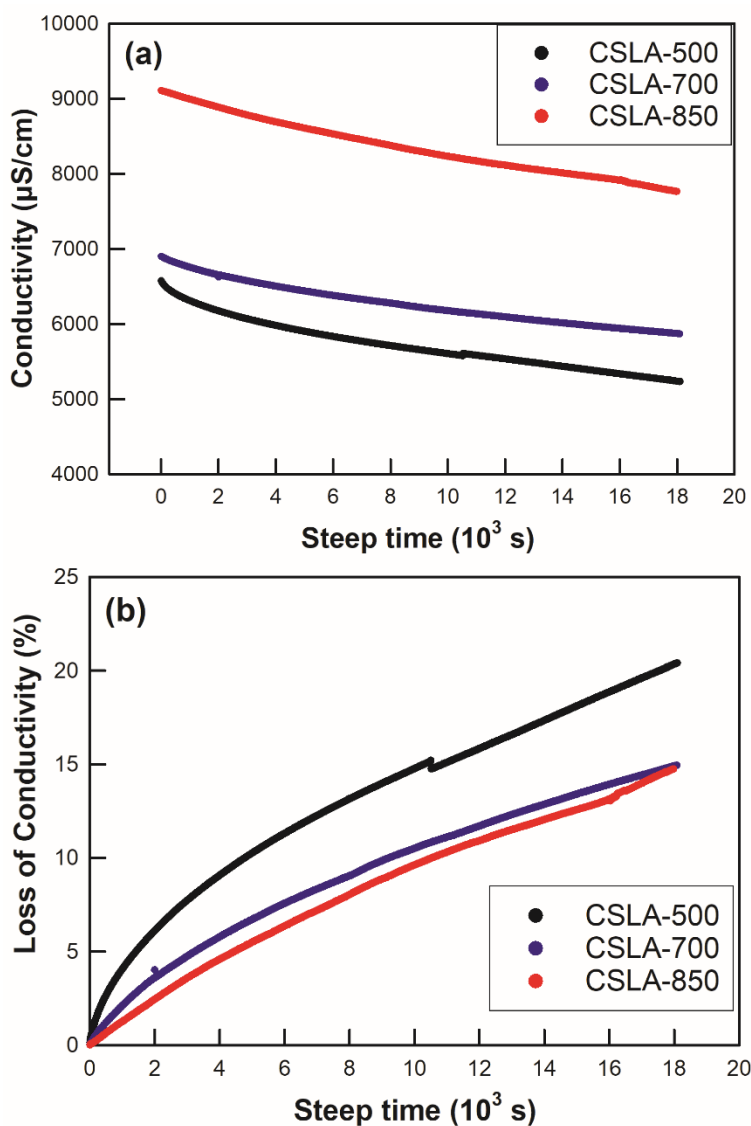 (a)
CSLA-500
CSLA-700
CSLA-850
10000
9000
8000
7000
6000
5000
4000
Conductivity (µS/cm)
0 2 4 6 8 10 12 14 16 18 20
Steep time (10³ s)
(b)
25
20
15
10
5
0
Loss of Conductivity (%)
CSLA-500
CSLA-700
CSLA-850
0 2 4 6 8 10 12 14 16 18 20
Steep time (10³ s)